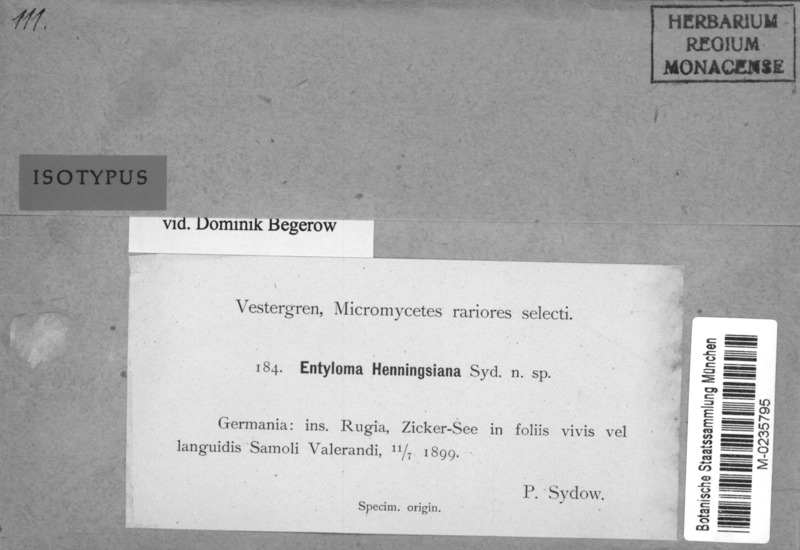 111.
HERBARIUM
REGIUM
MONACENSE
ISOTYPUS
vid. Dominik Begerow
Vestergren, Micromycetes rariores selecti.
184. Entyloma Henningsiana Syd. n. sp.
Germania: ins. Rugia, Zicker-See in foliis vivis vel
languidis Samoli Valerandi, 11/7 1899.
P. Sydow.
Specim. origin.
Botanische Staatssammlung München
M-0235795